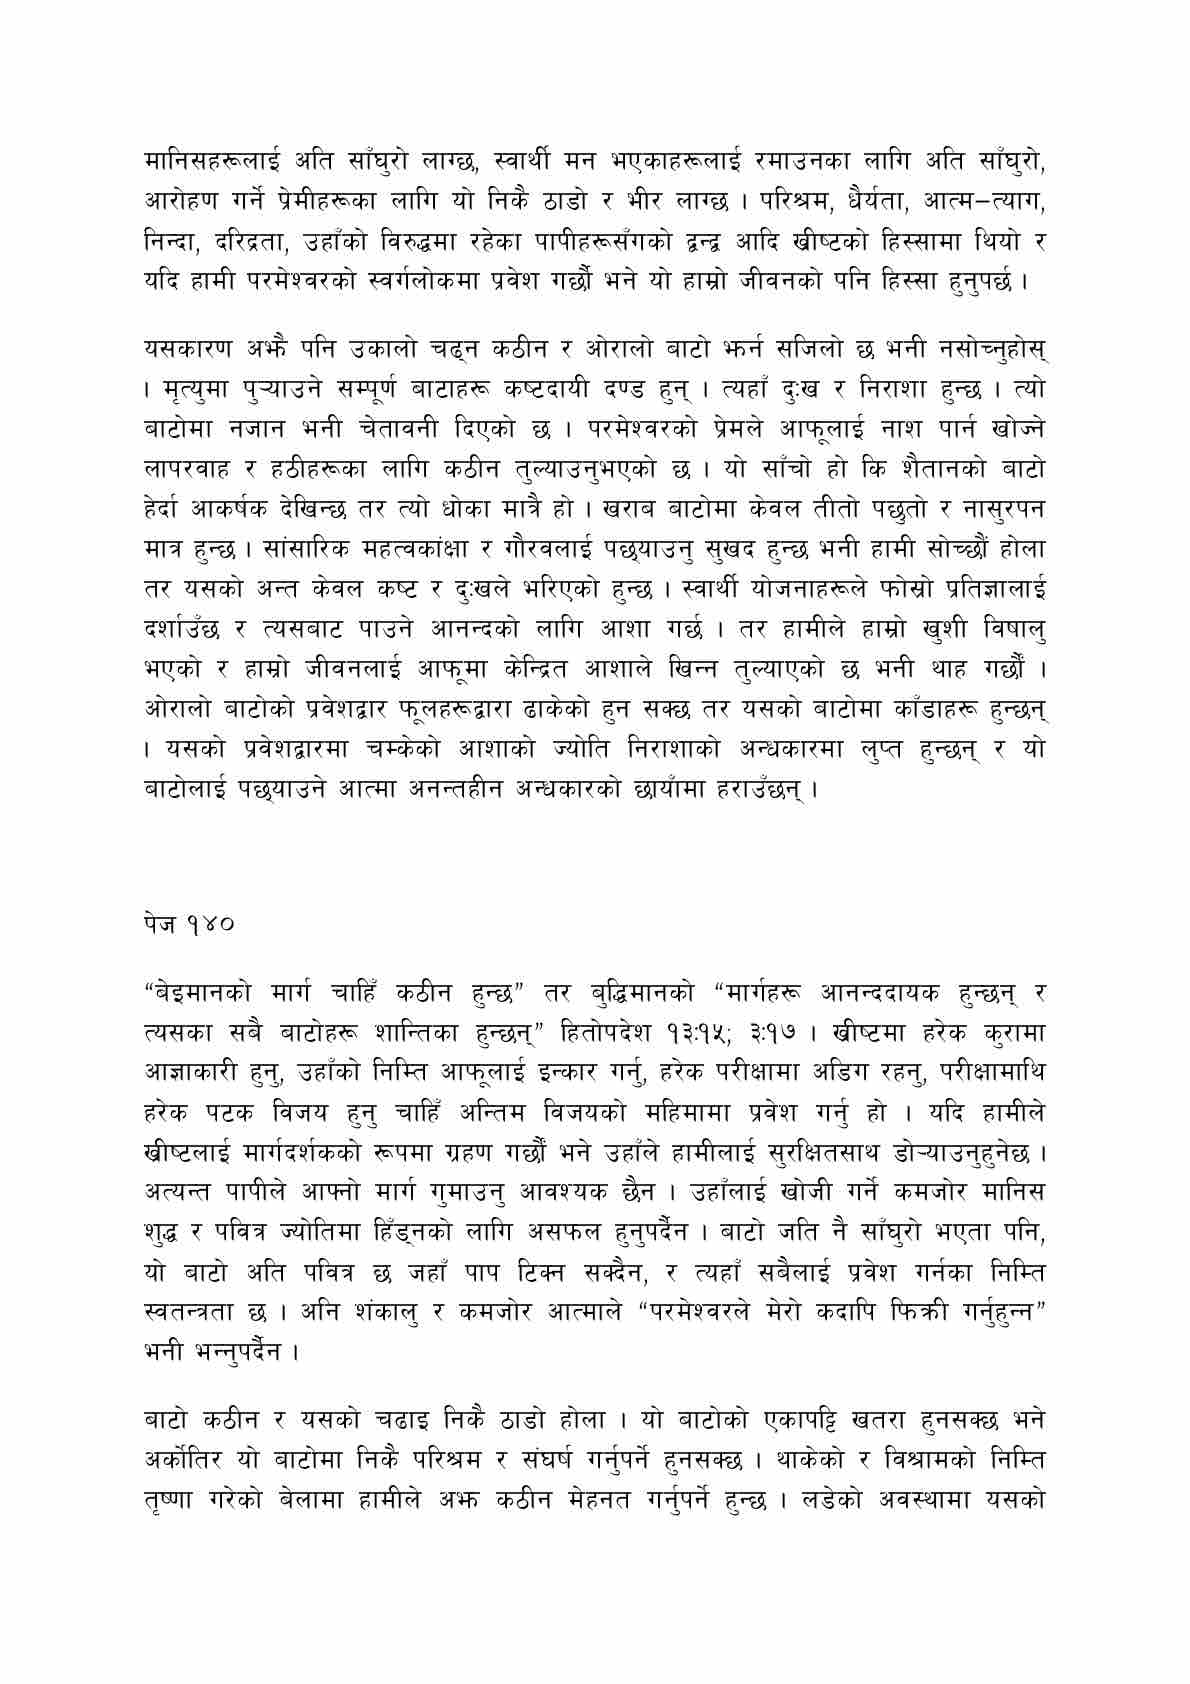 मानिसहरूलाई अति साँघुरो लाग्छ, स्वार्थी मन भएकाहरूलाई रमाउनका लागि अति साँघुरो,
आरोहण गर्ने प्रेमीहरूका लागि यो निकै ठाडो र भीर लाग्छ । परिश्रम, धैर्यता, आत्म–त्याग,
निन्दा, दरिद्रता, उहाँको विरुद्धमा रहेका पापीहरूसँगको द्वन्द्व आदि ख्रीष्टको हिस्सामा थियो र
यदि हामी परमेश्वरको स्वर्गलोकमा प्रवेश गर्छौं भने यो हाम्रो जीवनको पनि हिस्सा हुनुपर्छ ।
यसकारण अझै पनि उकालो चढ्न कठीन र ओरालो बाटो झर्न सजिलो छ भनी नसोच्नुहोस्
। मृत्युमा पुर्‍याउने सम्पूर्ण बाटाहरू कष्टदायी दण्ड हुन् । त्यहाँ दुःख र निराशा हुन्छ । त्यो
बाटोमा नजान भनी चेतावनी दिएको छ । परमेश्वरको प्रेमले आफूलाई नाश पार्न खोज्ने
लापरवाह र हठीहरूका लागि कठीन तुल्याउनुभएको छ । यो साँचो हो कि शैतानको बाटो
हेर्दा आकर्षक देखिन्छ तर त्यो धोका मात्रै हो । खराब बाटोमा केवल तीतो पछुतो र नासुरपन
मात्र हुन्छ । सांसारिक महत्वकांक्षा र गौरवलाई पछ्याउनु सुखद हुन्छ भनी हामी सोच्छौं होला
तर यसको अन्त केवल कष्ट र दुःखले भरिएको हुन्छ । स्वार्थी योजनाहरूले फोस्रो प्रतिज्ञालाई
दर्शाउँछ र त्यसबाट पाउने आनन्दको लागि आशा गर्छ । तर हामीले हाम्रो खुशी विषालु
भएको र हाम्रो जीवनलाई आफूमा केन्द्रित आशाले खिन्न तुल्याएको छ भनी थाह गर्छौं ।
ओरालो बाटोको प्रवेशद्वार फूलहरूद्वारा ढाकेको हुन सक्छ तर यसको बाटोमा काँडाहरू हुन्छन्
। यसको प्रवेशद्वारमा चम्केको आशाको ज्योति निराशाको अन्धकारमा लुप्त हुन्छन् र यो
बाटोलाई पछ्याउने आत्मा अनन्तहीन अन्धकारको छायाँमा हराउँछन् ।
पेज १४०
“बेइमानको मार्ग चाहिँ कठीन हुन्छ” तर बुद्धिमानको “मार्गहरू आनन्ददायक हुन्छन् र
त्यसका सबै बाटोहरू शान्तिका हुन्छन्” हितोपदेश १३:१५; ३:१७ । ख्रीष्टमा हरेक कुरामा
आज्ञाकारी हुनु, उहाँको निम्ति आफूलाई इन्कार गर्नु, हरेक परीक्षामा अडिग रहनु, परीक्षामाथि
हरेक पटक विजय हुनु चाहिँ अन्तिम विजयको महिमामा प्रवेश गर्नु हो । यदि हामीले
ख्रीष्टलाई मार्गदर्शकको रूपमा ग्रहण गर्छौं भने उहाँले हामीलाई सुरक्षितसाथ डोर्‍याउनुहुनेछ ।
अत्यन्त पापीले आफ्नो मार्ग गुमाउनु आवश्यक छैन । उहाँलाई खोजी गर्ने कमजोर मानिस
शुद्ध र पवित्र ज्योतिमा हिँड्नको लागि असफल हुनुपर्दैन । बाटो जति नै साँघुरो भएता पनि,
यो बाटो अति पवित्र छ जहाँ पाप टिक्न सक्दैन, र त्यहाँ सबैलाई प्रवेश गर्नका निम्ति
स्वतन्त्रता छ । अनि शंकालु र कमजोर आत्माले “परमेश्वरले मेरो कदापि फिक्री गर्नुहुन्न”
भनी भन्नुपर्दैन ।
बाटो कठीन र यसको चढाइ निकै ठाडो होला । यो बाटोको एकापट्टि खतरा हुनसक्छ भने
अर्कोतिर यो बाटोमा निकै परिश्रम र संघर्ष गर्नुपर्ने हुनसक्छ । थाकेको र विश्रामको निम्ति
तृष्णा गरेको बेलामा हामीले अझ कठीन मेहनत गर्नुपर्ने हुन्छ । लडेको अवस्थामा यसको